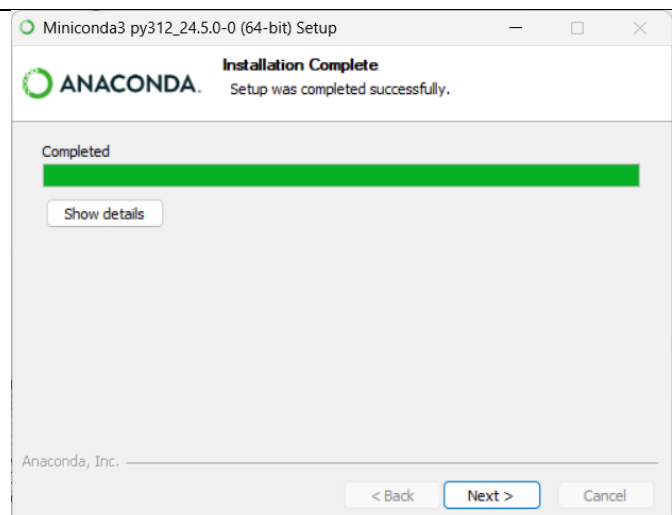 Miniconda3 py312_24.5.0-0 (64-bit) Setup
ANACONDA.
Installation Complete
Setup was completed successfully.
Completed
Show details
Anaconda, Inc.
< Back
Next >
Cancel